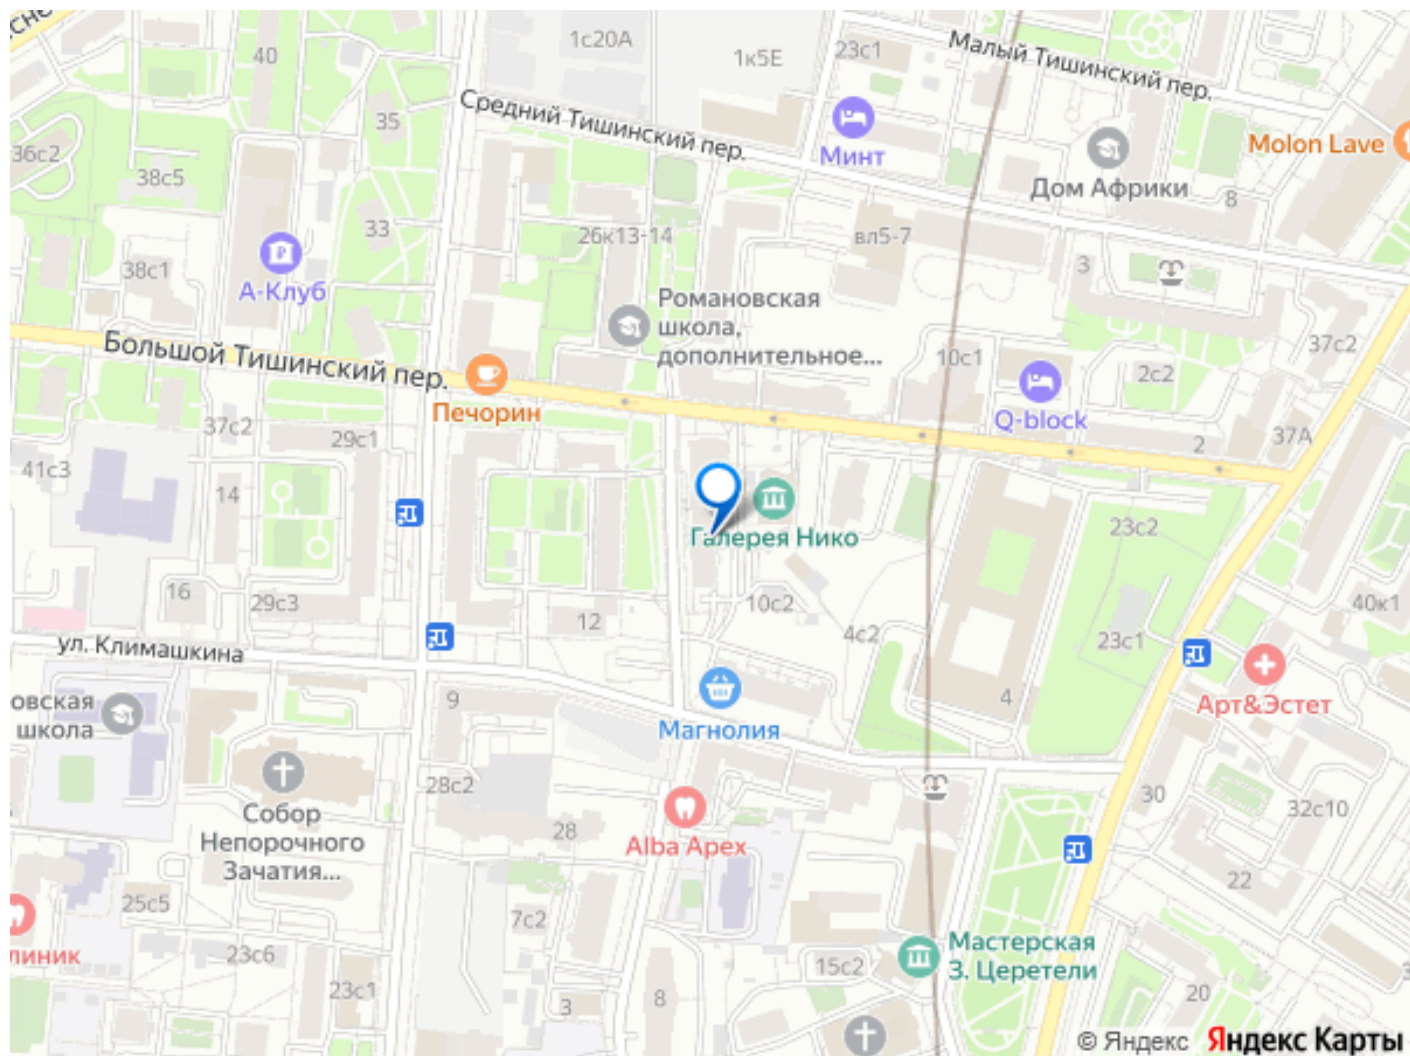 40
1с20А
1к5Е
23с1
Малый Тишинский пер.
Средний Тишинский пер.
35
36с2
Минт
Molon Lave
38с5
Дом Африки
8
33
26к13-14
вл5-7
38с1
3
А-Клуб
Романовская
школа,
дополнительное...
Большой Тишинский пер.
10с1
37с2
2с2
Печорин
Q-block
37с2
29с1
2
37А
41с3
14
23с2
Галерея Нико
16
29с3
10с2
40к1
12
4с2
23с1
ул. Климашкина
овская
школа
9
Магнолия
4
Арт&Эстет
28с2
30
32с10
Собор
Непорочного
Зачатия...
28
Alba Apex
22
25с5
7с2
линик
23с6
Мастерская
З. Церетели
15с2
23с1
3
8
20
© Яндекс Яндекс Карты